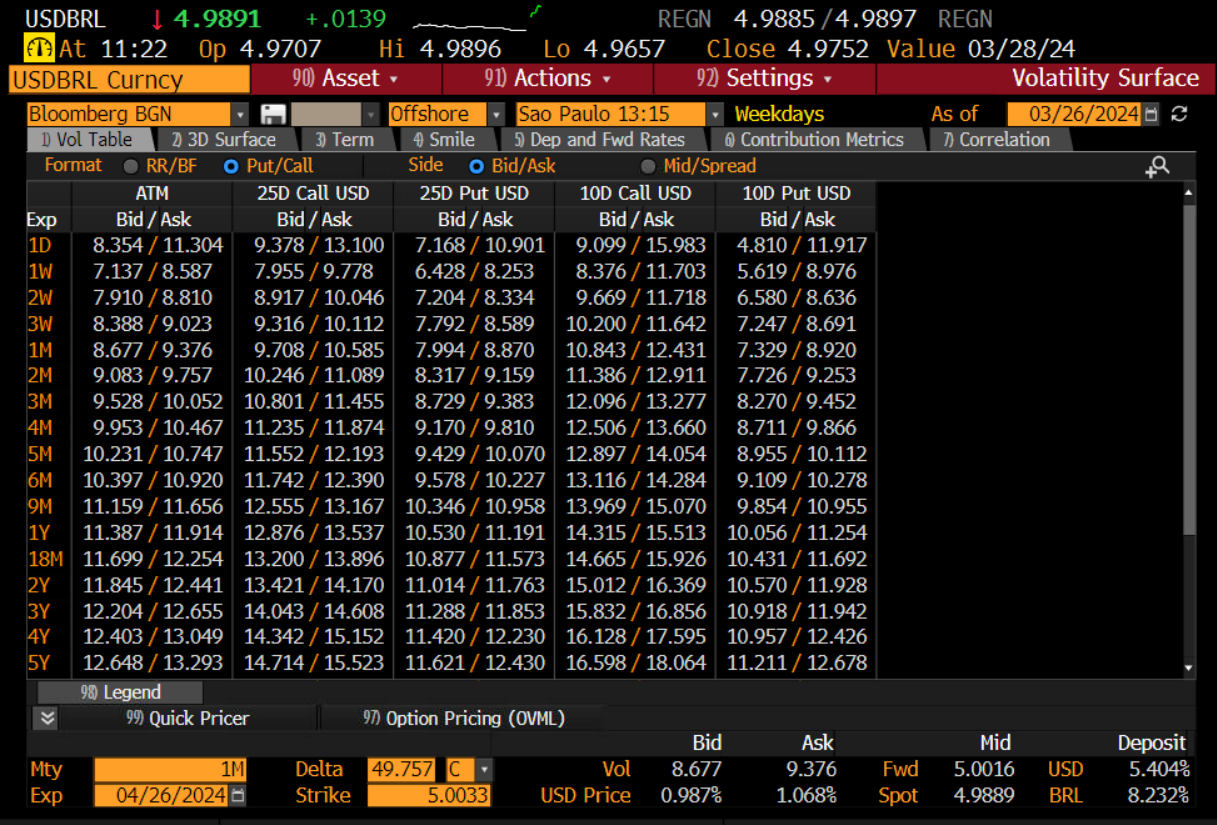 USDBRL ↓ 4.9891 +.0139 REGN 4.9885/4.9897 REGN
At 11:22 Op 4.9707 Hi 4.9896 Lo 4.9657 Close 4.9752 Value 03/28/24
USDBRL Curncy 90) Asset 91) Actions 92) Settings Volatility Surface
Bloomberg BGN Offshore Sao Paulo 13:15 Weekdays As of 03/26/2024
1) Vol Table 2) 3D Surface 3) Term 4) Smile 5) Dep and Fwd Rates 6) Contribution Metrics 7) Correlation
Format RR/BF Put/Call Side Bid/Ask Mid/Spread
ATM 25D Call USD 25D Put USD 10D Call USD 10D Put USD
Exp Bid / Ask Bid / Ask Bid / Ask Bid / Ask Bid / Ask
1D 8.354 / 11.304 9.378 / 13.100 7.168 / 10.901 9.099 / 15.983 4.810 / 11.917
1W 7.137 / 8.587 7.955 / 9.778 6.428 / 8.253 8.376 / 11.703 5.619 / 8.976
2W 7.910 / 8.810 8.917 / 10.046 7.204 / 8.334 9.669 / 11.718 6.580 / 8.636
3W 8.388 / 9.023 9.316 / 10.112 7.792 / 8.589 10.200 / 11.642 7.247 / 8.691
1M 8.677 / 9.376 9.708 / 10.585 7.994 / 8.870 10.843 / 12.431 7.329 / 8.920
2M 9.083 / 9.757 10.246 / 11.089 8.317 / 9.159 11.386 / 12.911 7.726 / 9.253
3M 9.528 / 10.052 10.801 / 11.455 8.729 / 9.383 12.096 / 13.277 8.270 / 9.452
4M 9.953 / 10.467 11.235 / 11.874 9.170 / 9.810 12.506 / 13.660 8.711 / 9.866
5M 10.231 / 10.747 11.552 / 12.193 9.429 / 10.070 12.897 / 14.054 8.955 / 10.112
6M 10.397 / 10.920 11.742 / 12.390 9.578 / 10.227 13.116 / 14.284 9.109 / 10.278
9M 11.159 / 11.656 12.555 / 13.167 10.346 / 10.958 13.969 / 15.070 9.854 / 10.955
1Y 11.387 / 11.914 12.876 / 13.537 10.530 / 11.191 14.315 / 15.513 10.056 / 11.254
18M 11.699 / 12.254 13.200 / 13.896 10.877 / 11.573 14.665 / 15.926 10.431 / 11.692
2Y 11.845 / 12.441 13.421 / 14.170 11.014 / 11.763 15.012 / 16.369 10.570 / 11.928
3Y 12.204 / 12.655 14.043 / 14.608 11.288 / 11.853 15.832 / 16.856 10.918 / 11.942
4Y 12.403 / 13.049 14.342 / 15.152 11.420 / 12.230 16.128 / 17.595 10.957 / 12.426
5Y 12.648 / 13.293 14.714 / 15.523 11.621 / 12.430 16.598 / 18.064 11.211 / 12.678
98) Legend
99) Quick Pricer 97) Option Pricing (OVML)
Bid Ask Mid Deposit
Mty 1M Delta 49.757 C Vol 8.677 9.376 Fwd 5.0016 USD 5.404%
Exp 04/26/2024 Strike 5.0033 USD Price 0.987% 1.068% Spot 4.9889 BRL 8.232%